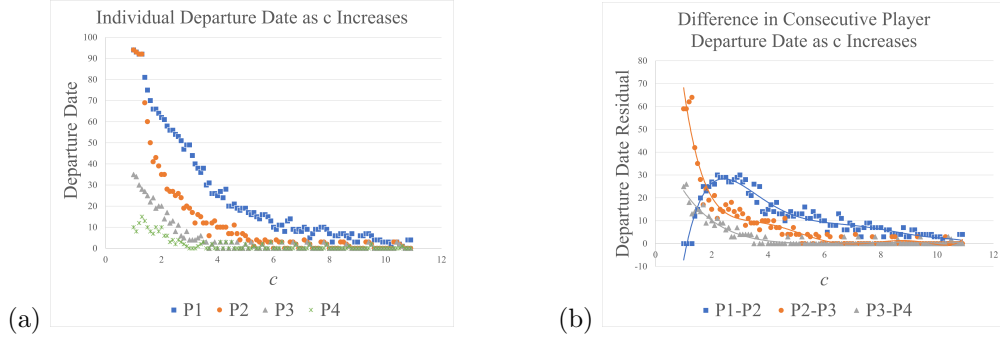 Individual Departure Date as c Increases
100
90
80
70
60
50
40
30
20
10
0
Departure Date
0 2 4 6 8 10 12
c
P1 P2 P3 P4
(a)
Difference in Consecutive Player
Departure Date as c Increases
80
70
60
50
40
30
20
10
0
-10
Departure Date Residual
0 2 4 6 8 10 12
c
P1-P2 P2-P3 P3-P4
(b)